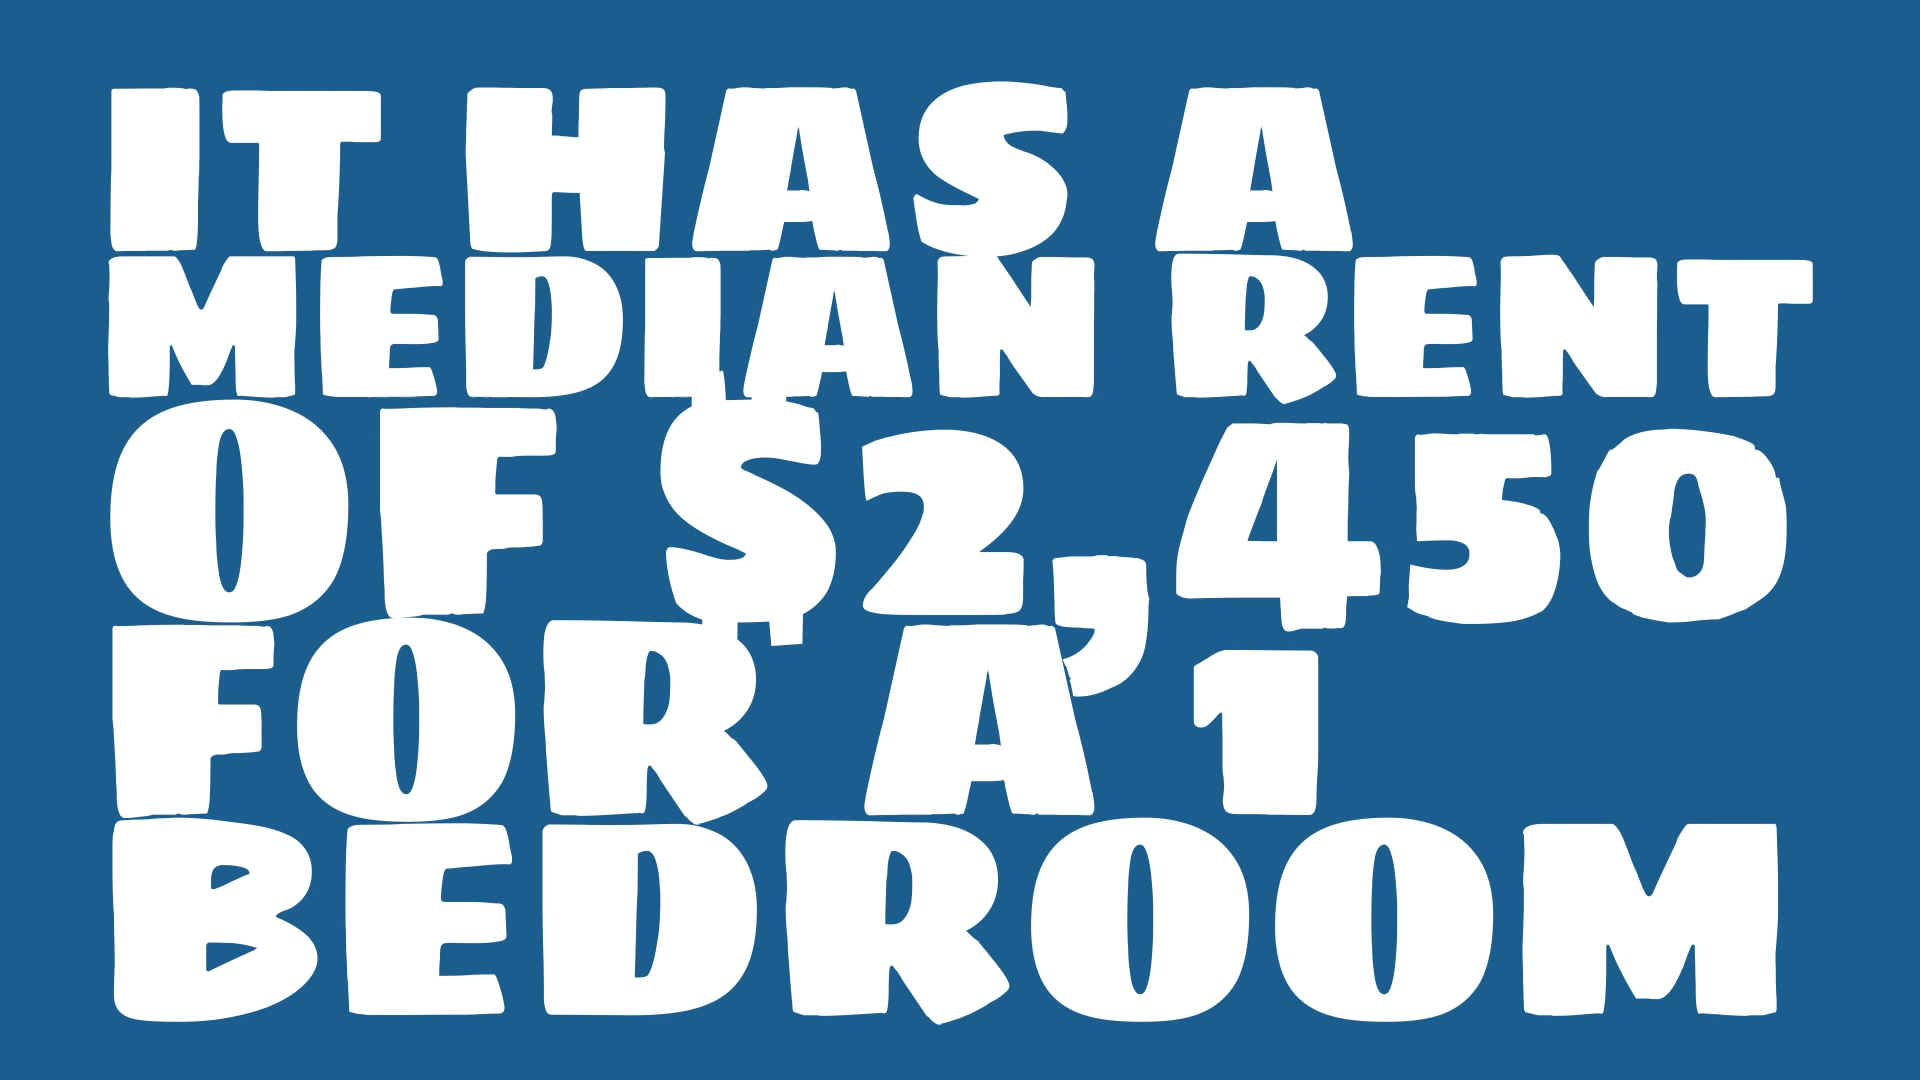 IT HAS A
MEDIAN RENT
OF $2,450
FOR A 1
BEDROOM